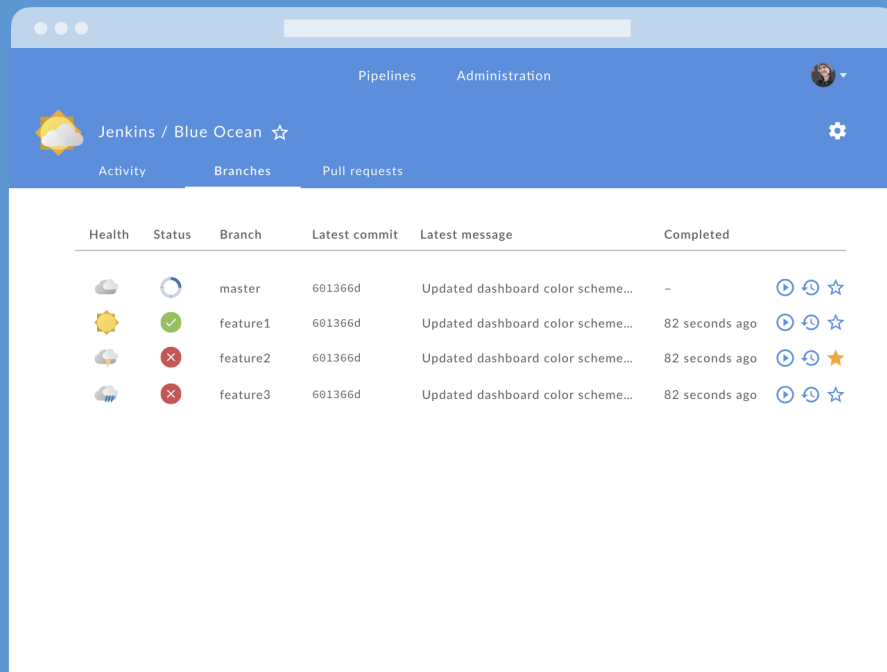 Pipelines Administration
Jenkins / Blue Ocean
Activity Branches Pull requests
Health Status Branch Latest commit Latest message Completed
master 601366d Updated dashboard color scheme... –
feature1 601366d Updated dashboard color scheme... 82 seconds ago
feature2 601366d Updated dashboard color scheme... 82 seconds ago
feature3 601366d Updated dashboard color scheme... 82 seconds ago